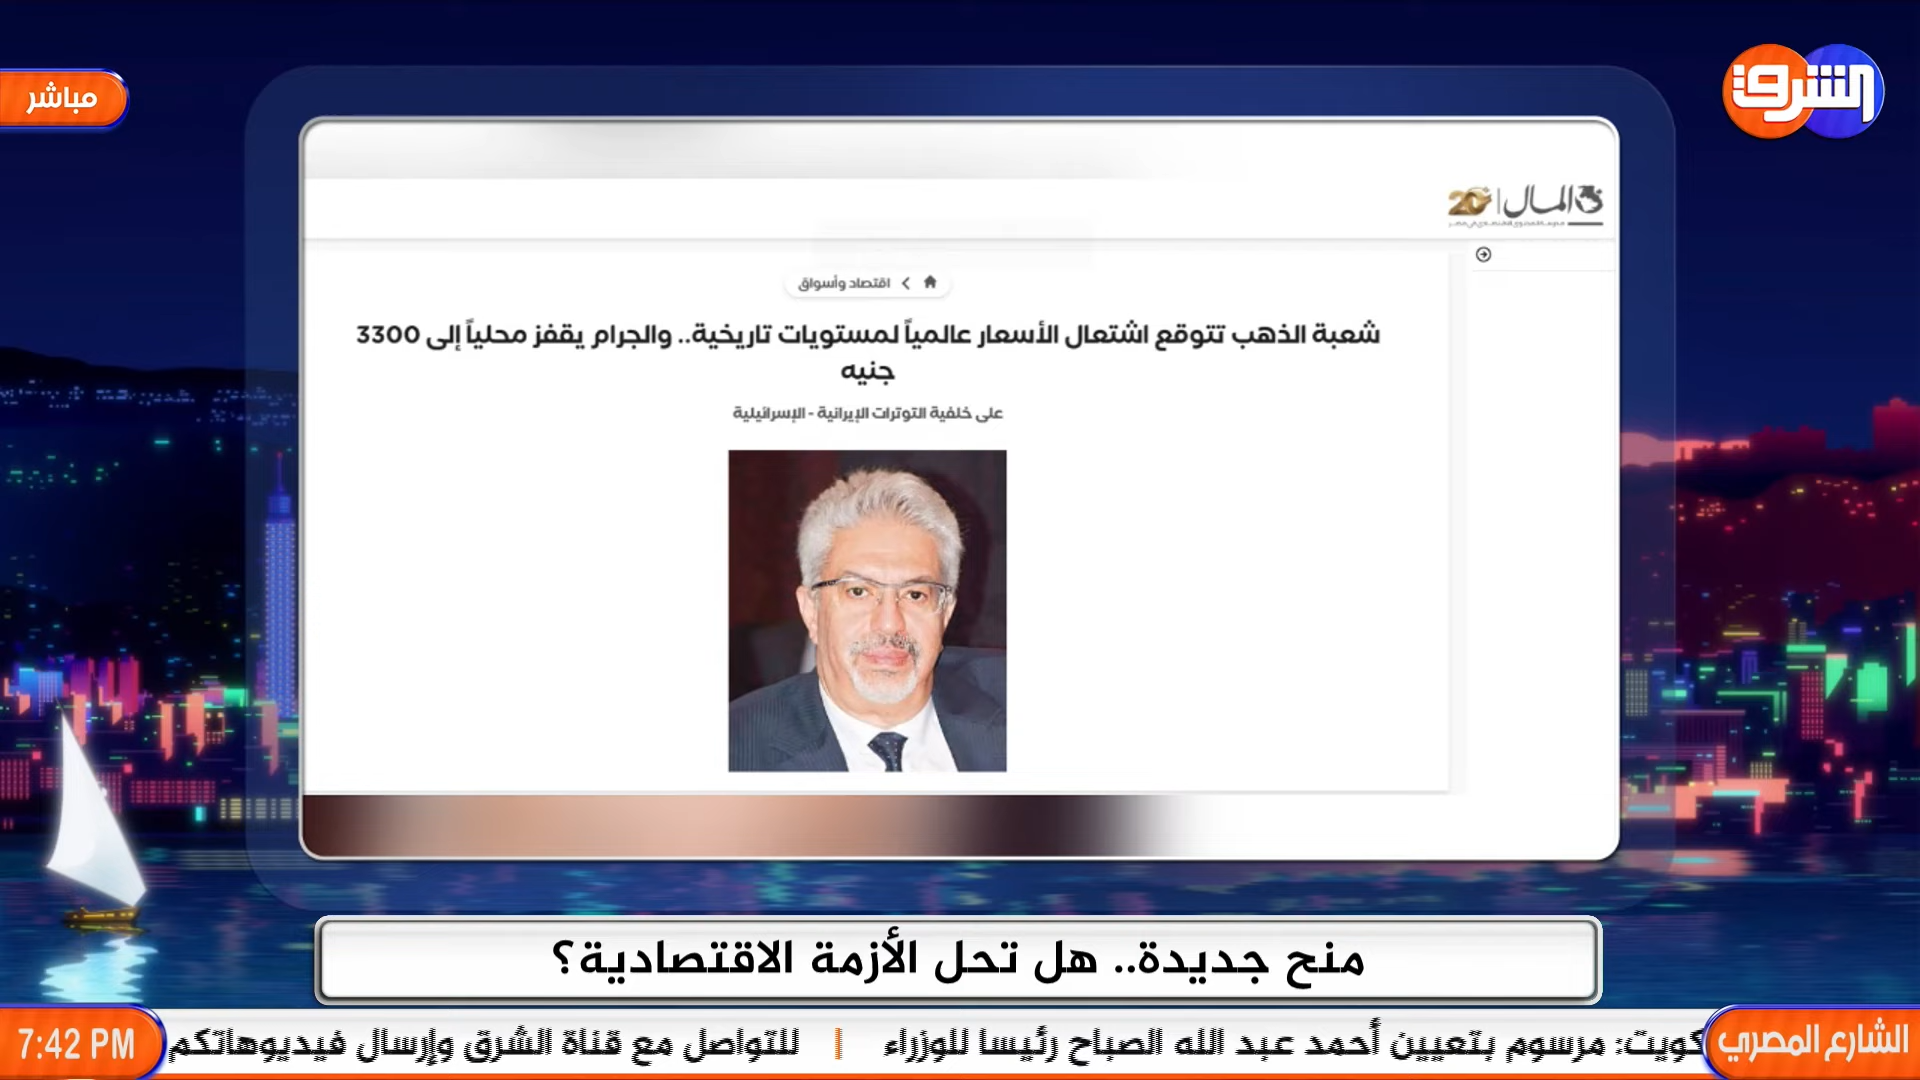 مباشر
الشرق
المال | 20
اقتصاد وأسواق
شعبة الذهب تتوقع اشتعال الأسعار عالمياً لمستويات تاريخية.. والجرام يقفز محلياً إلى 3300
جنيه
على خلفية التوترات الإيرانية - الإسرائيلية
منح جديدة.. هل تحل الأزمة الاقتصادية؟
الشارع المصري
كويت: مرسوم بتعيين أحمد عبد الله الصباح رئيسا للوزراء | للتواصل مع قناة الشرق وإرسال فيديوهاتكم
7:42 PM